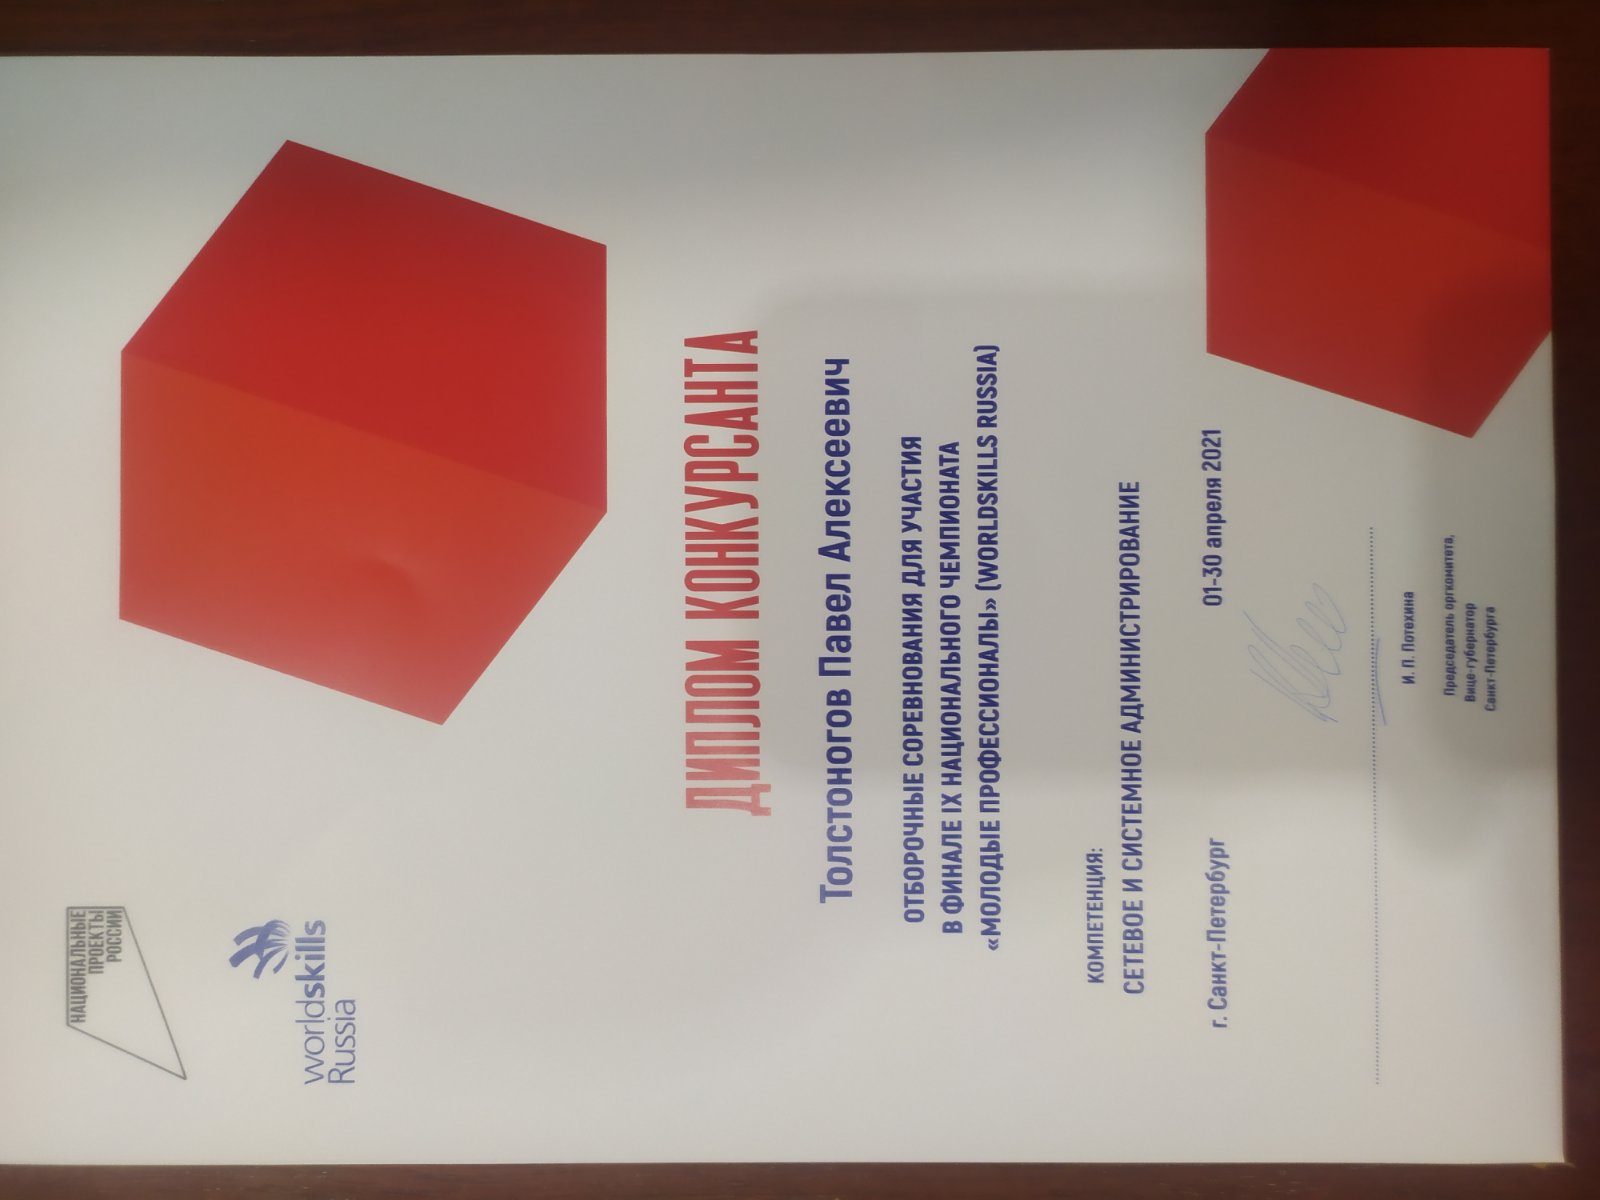 НАЦИОНАЛЬНЫЕ
ПРОЕКТЫ
РОССИИ
worldskills
Russia
ДИПЛОМ КОНКУРСАНТА
Толстоногов Павел Алексеевич
ОТБОРОЧНЫЕ СОРЕВНОВАНИЯ ДЛЯ УЧАСТИЯ
В ФИНАЛЕ IX НАЦИОНАЛЬНОГО ЧЕМПИОНАТА
«МОЛОДЫЕ ПРОФЕССИОНАЛЫ» (WORLDSKILLS RUSSIA)
КОМПЕТЕНЦИЯ:
СЕТЕВОЕ И СИСТЕМНОЕ АДМИНИСТРИРОВАНИЕ
г. Санкт-Петербург 01-30 апреля 2021
И. П. Потехина
Председатель оргкомитета,
Вице-губернатор
Санкт-Петербурга